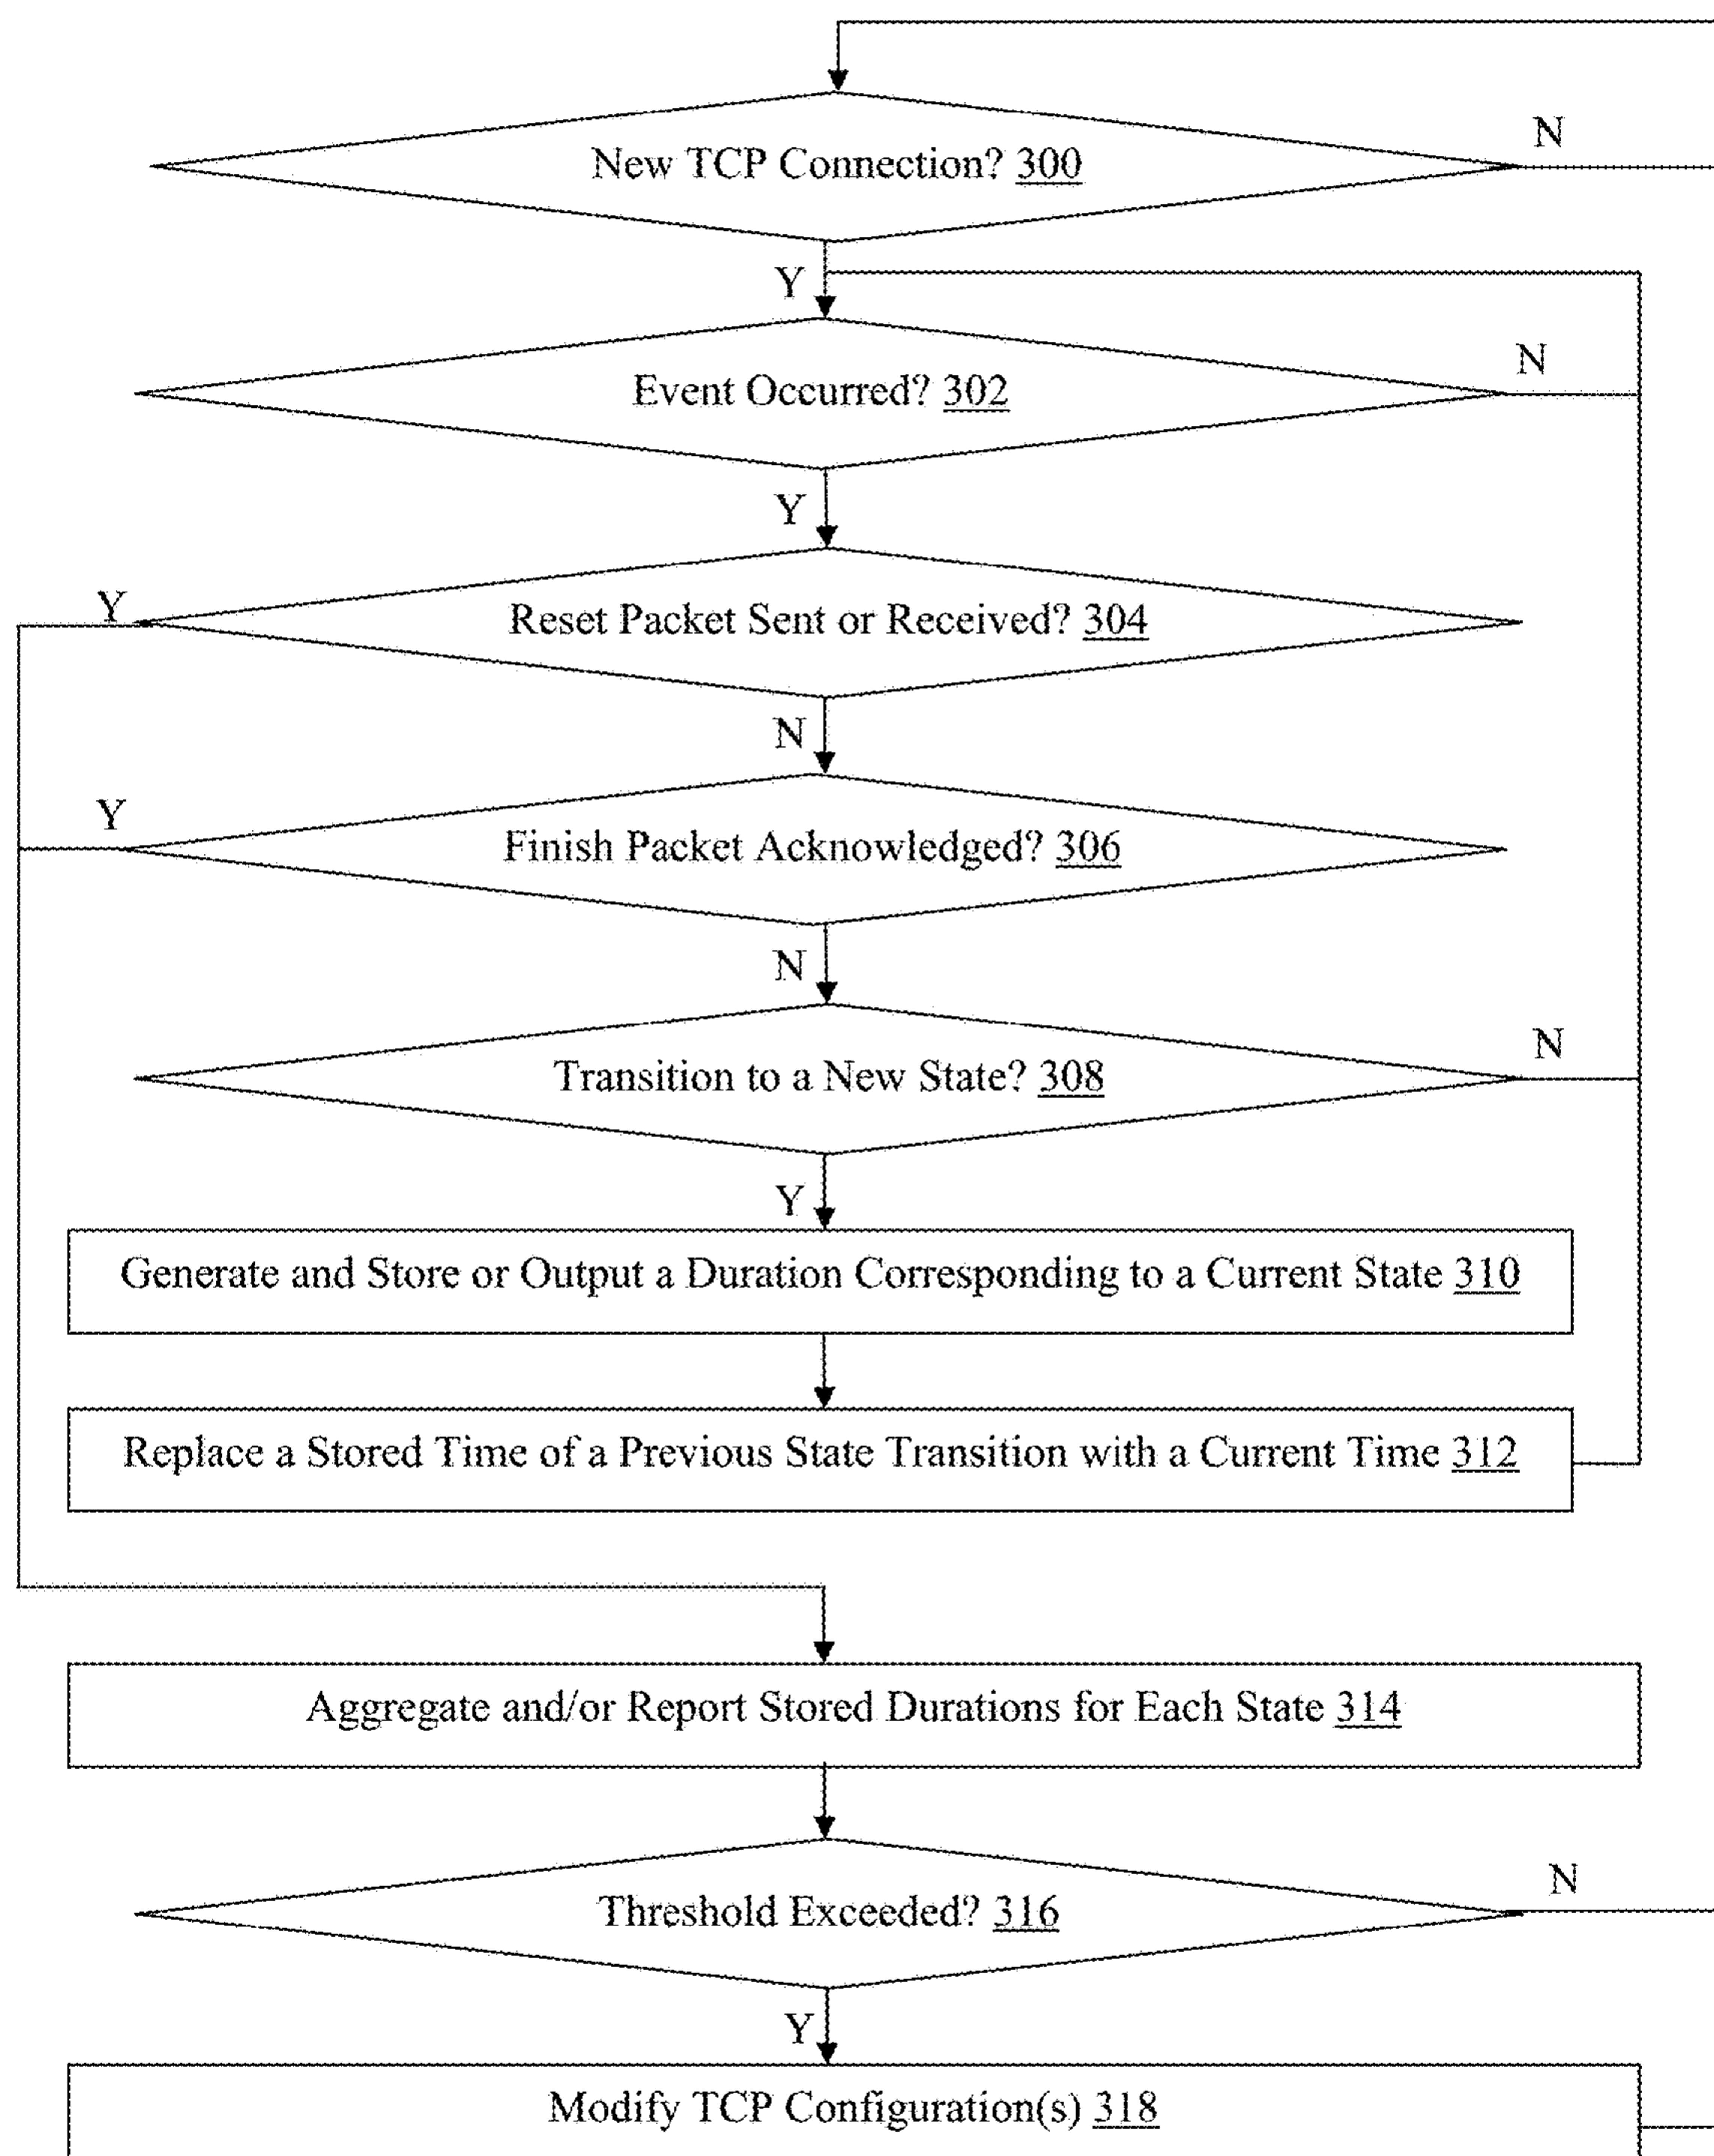 New TCP Connection? 300
N
Y
Event Occurred? 302
N
Y
Reset Packet Sent or Received? 304
Y
N
Finish Packet Acknowledged? 306
Y
N
Transition to a New State? 308
N
Y
Generate and Store or Output a Duration Corresponding to a Current State 310
Replace a Stored Time of a Previous State Transition with a Current Time 312
Aggregate and/or Report Stored Durations for Each State 314
Threshold Exceeded? 316
N
Y
Modify TCP Configuration(s) 318